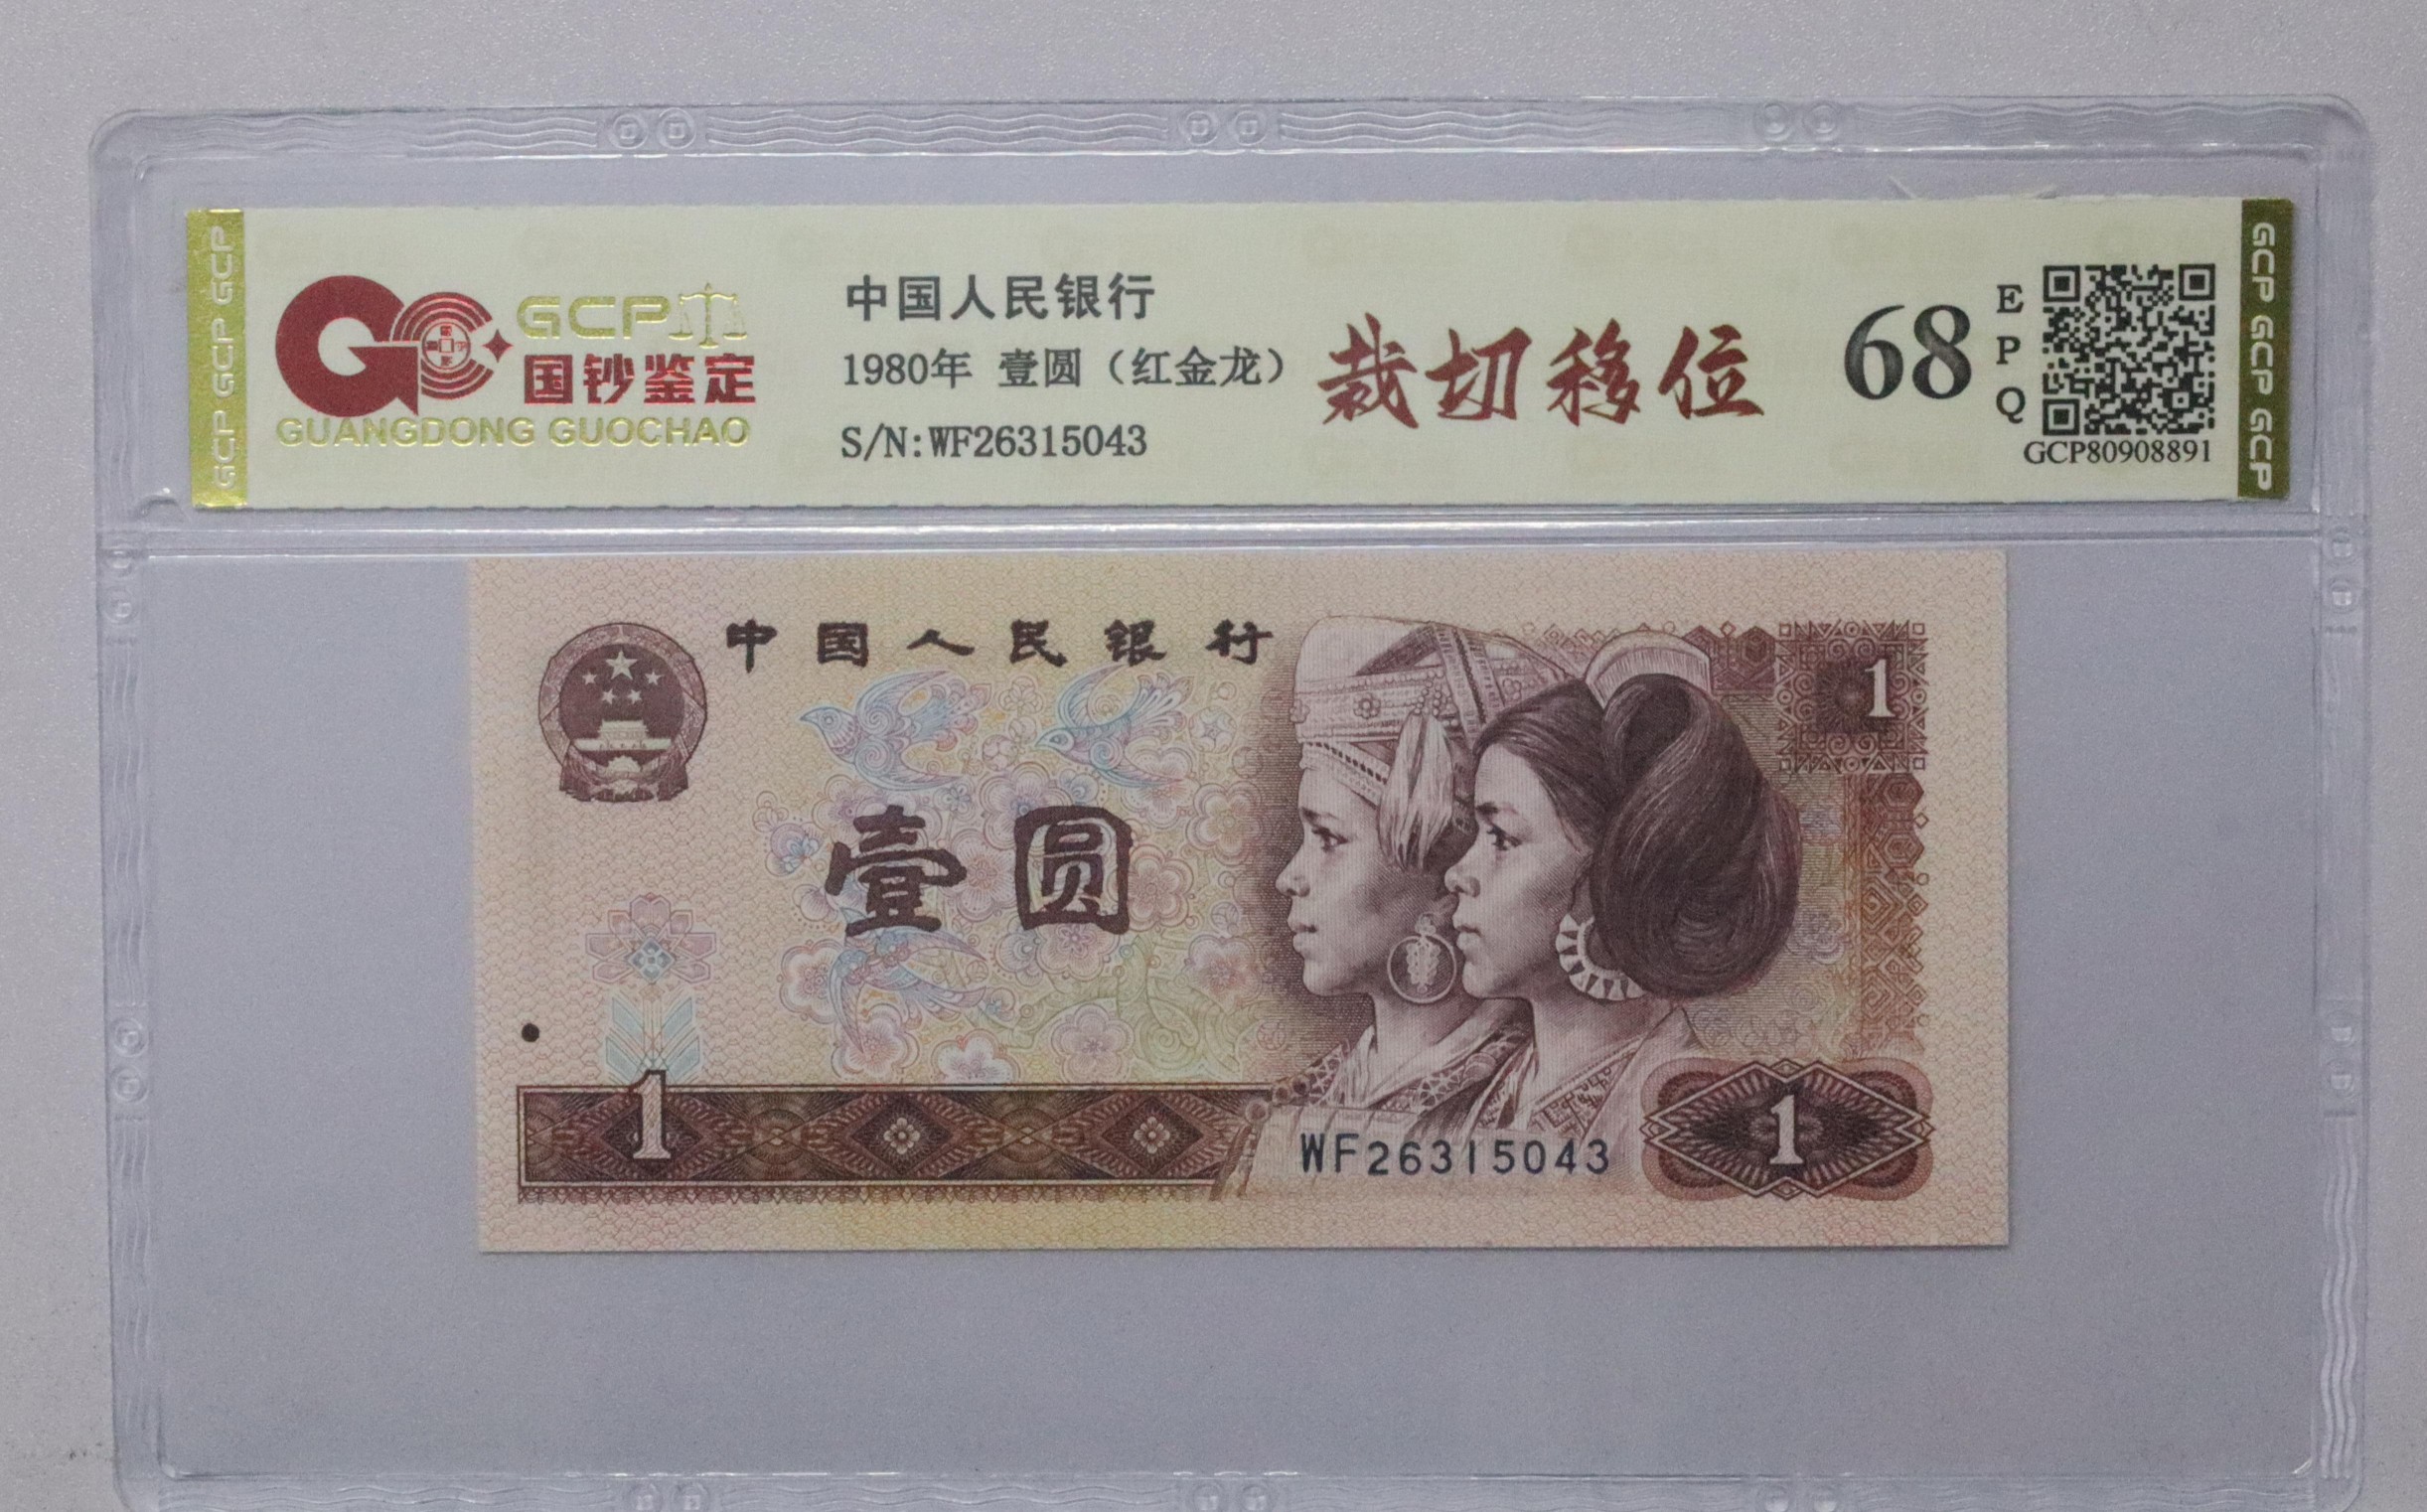 GCP GCP GCP
GCP
国钞鉴定
GUANGDONG GUOCHAO
中国人民银行
1980年 壹圆（红金龙）
S/N:WF26315043
裁切移位
68
EPQ
GCP80908891
GCP GCP GCP
中国人民银行
1
壹圆
1
WF26315043
1